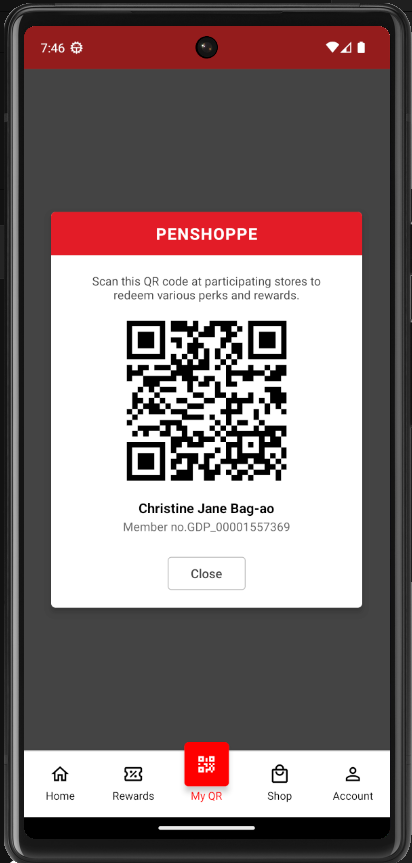 7:46
PENSHOPPE
Scan this QR code at participating stores to
redeem various perks and rewards.
Christine Jane Bag-ao
Member no.GDP_00001557369
Close
Home
Rewards
My QR
Shop
Account